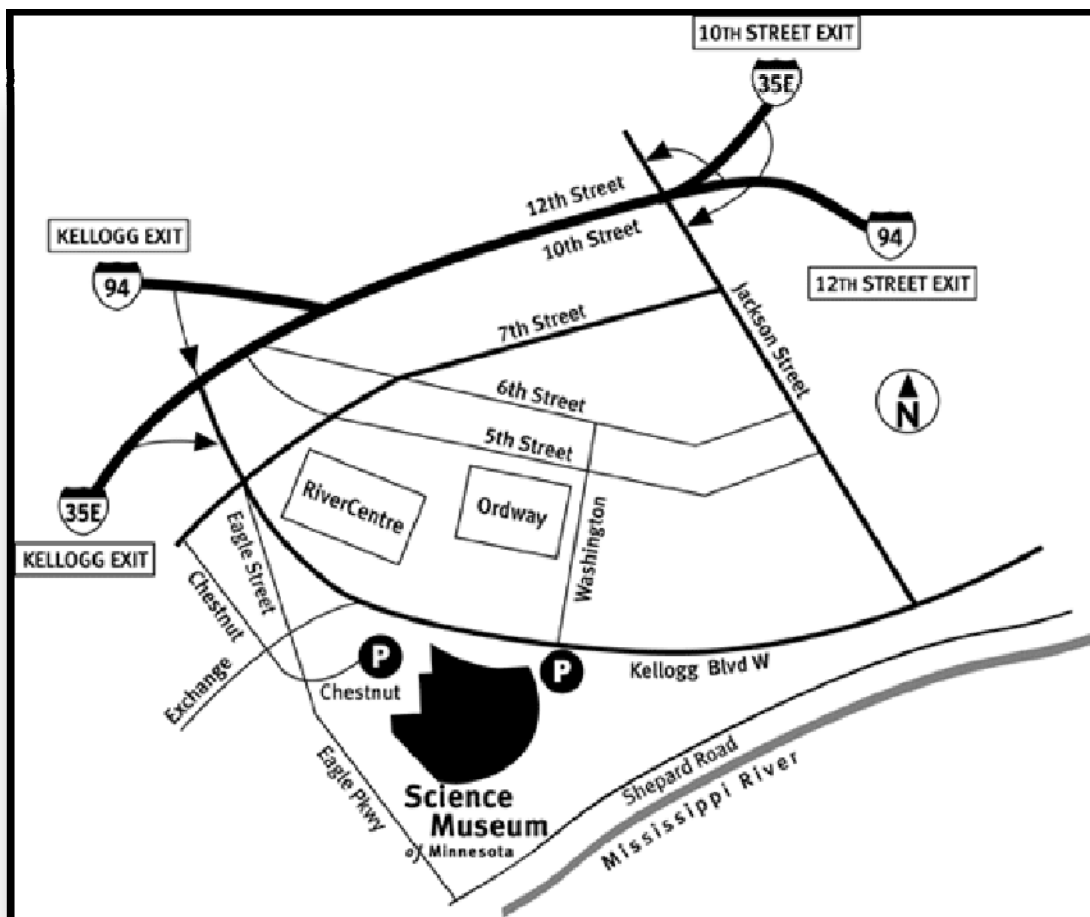 10TH STREET EXIT
35E
12th Street
10th Street
KELLOGG EXIT
94
94
12TH STREET EXIT
7th Street
Jackson Street
6th Street
N
5th Street
RiverCentre
Ordway
35E
KELLOGG EXIT
Eagle Street
Washington
Chestnut
Exchange
P
P
Kellogg Blvd W
Chestnut
Eagle Pkwy
Shepard Road
Mississippi River
Science
Museum
of Minnesota